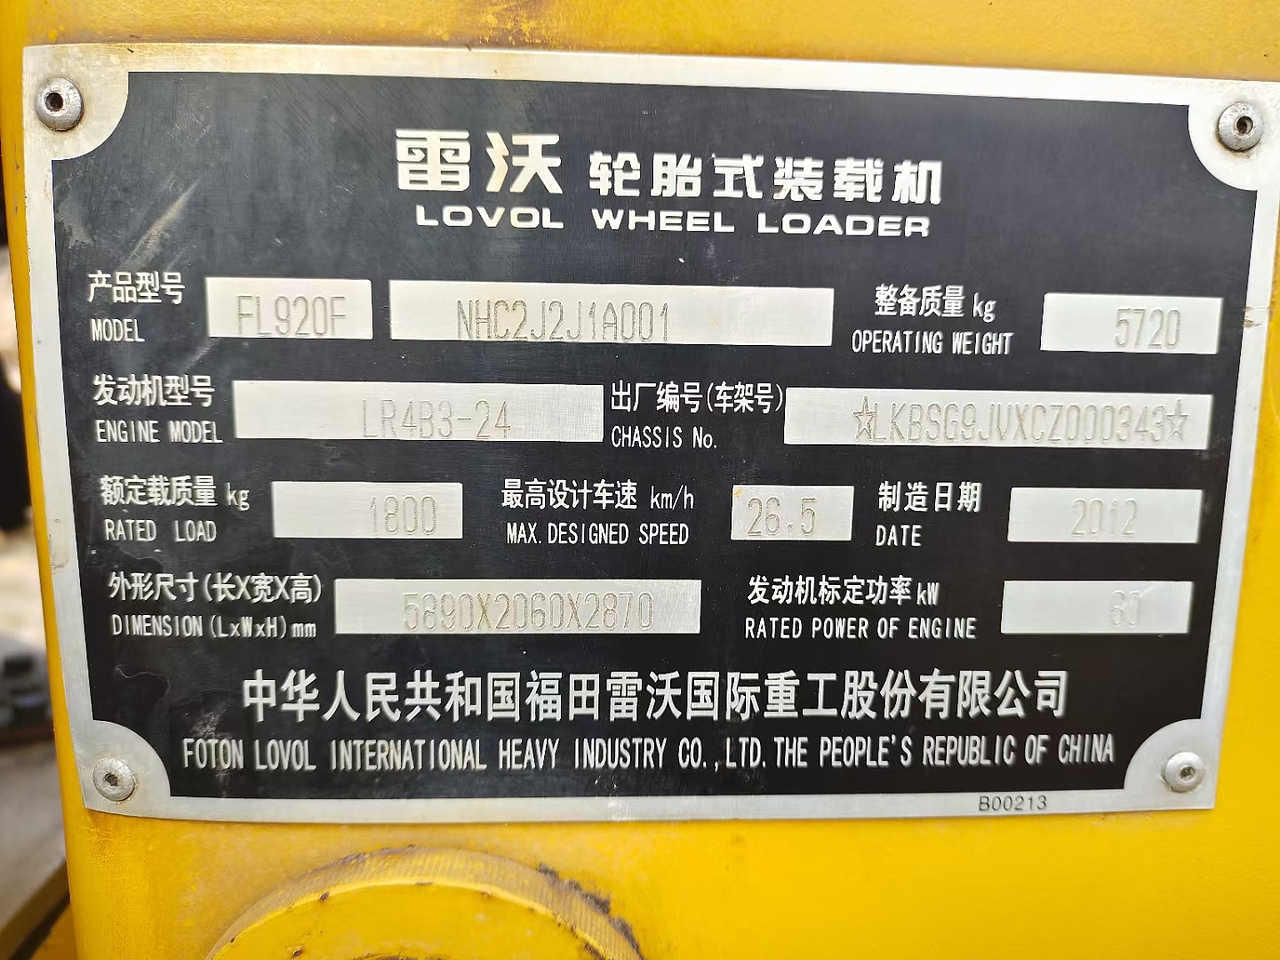 雷沃 轮胎式装载机
LOVOL WHEEL LOADER
产品型号 MODEL FL920F NHC2J2J1A001
整备质量 kg OPERATING WEIGHT 5720
发动机型号 ENGINE MODEL LR4B3-24
出厂编号(车架号) CHASSIS No. ☆LKBSG9JVXCZ000343☆
额定载质量 kg RATED LOAD 1800
最高设计车速 km/h MAX.DESIGNED SPEED 26.5
制造日期 DATE 2012
外形尺寸(长X宽X高) DIMENSION(LxWxH)mm 5890X2060X2870
发动机标定功率kW RATED POWER OF ENGINE
中华人民共和国福田雷沃国际重工股份有限公司
FOTON LOVOL INTERNATIONAL HEAVY INDUSTRY CO.,LTD.THE PEOPLE'S REPUBLIC OF CHINA
B00213